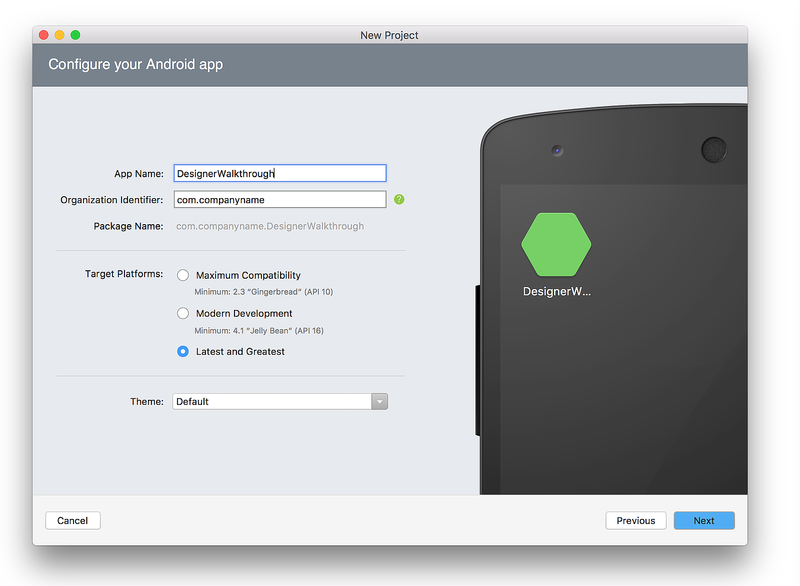 New Project
Configure your Android app
App Name: DesignerWalkthrough
Organization Identifier: com.companyname ?
Package Name: com.companyname.DesignerWalkthrough
Target Platforms: Maximum Compatibility
Minimum: 2.3 “Gingerbread” (API 10)
Modern Development
Minimum: 4.1 “Jelly Bean” (API 16)
Latest and Greatest
Theme: Default
DesignerW...
Cancel
Previous
Next